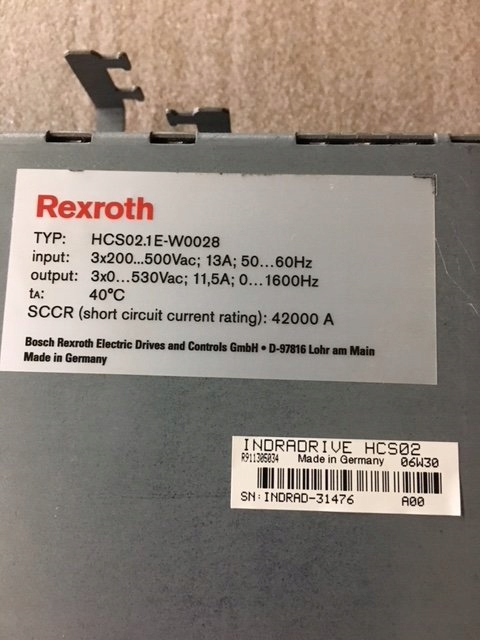 Rexroth
TYP: HCS02.1E-W0028
input: 3x200...500Vac; 13A; 50...60Hz
output: 3x0...530Vac; 11,5A; 0...1600Hz
tA: 40°C
SCCR (short circuit current rating): 42000 A
Bosch Rexroth Electric Drives and Controls GmbH • D-97816 Lohr am Main
Made in Germany
INDRADRIVE HCS02
R911305034 Made in Germany 06W30
SN:INDRAD-31476 A00